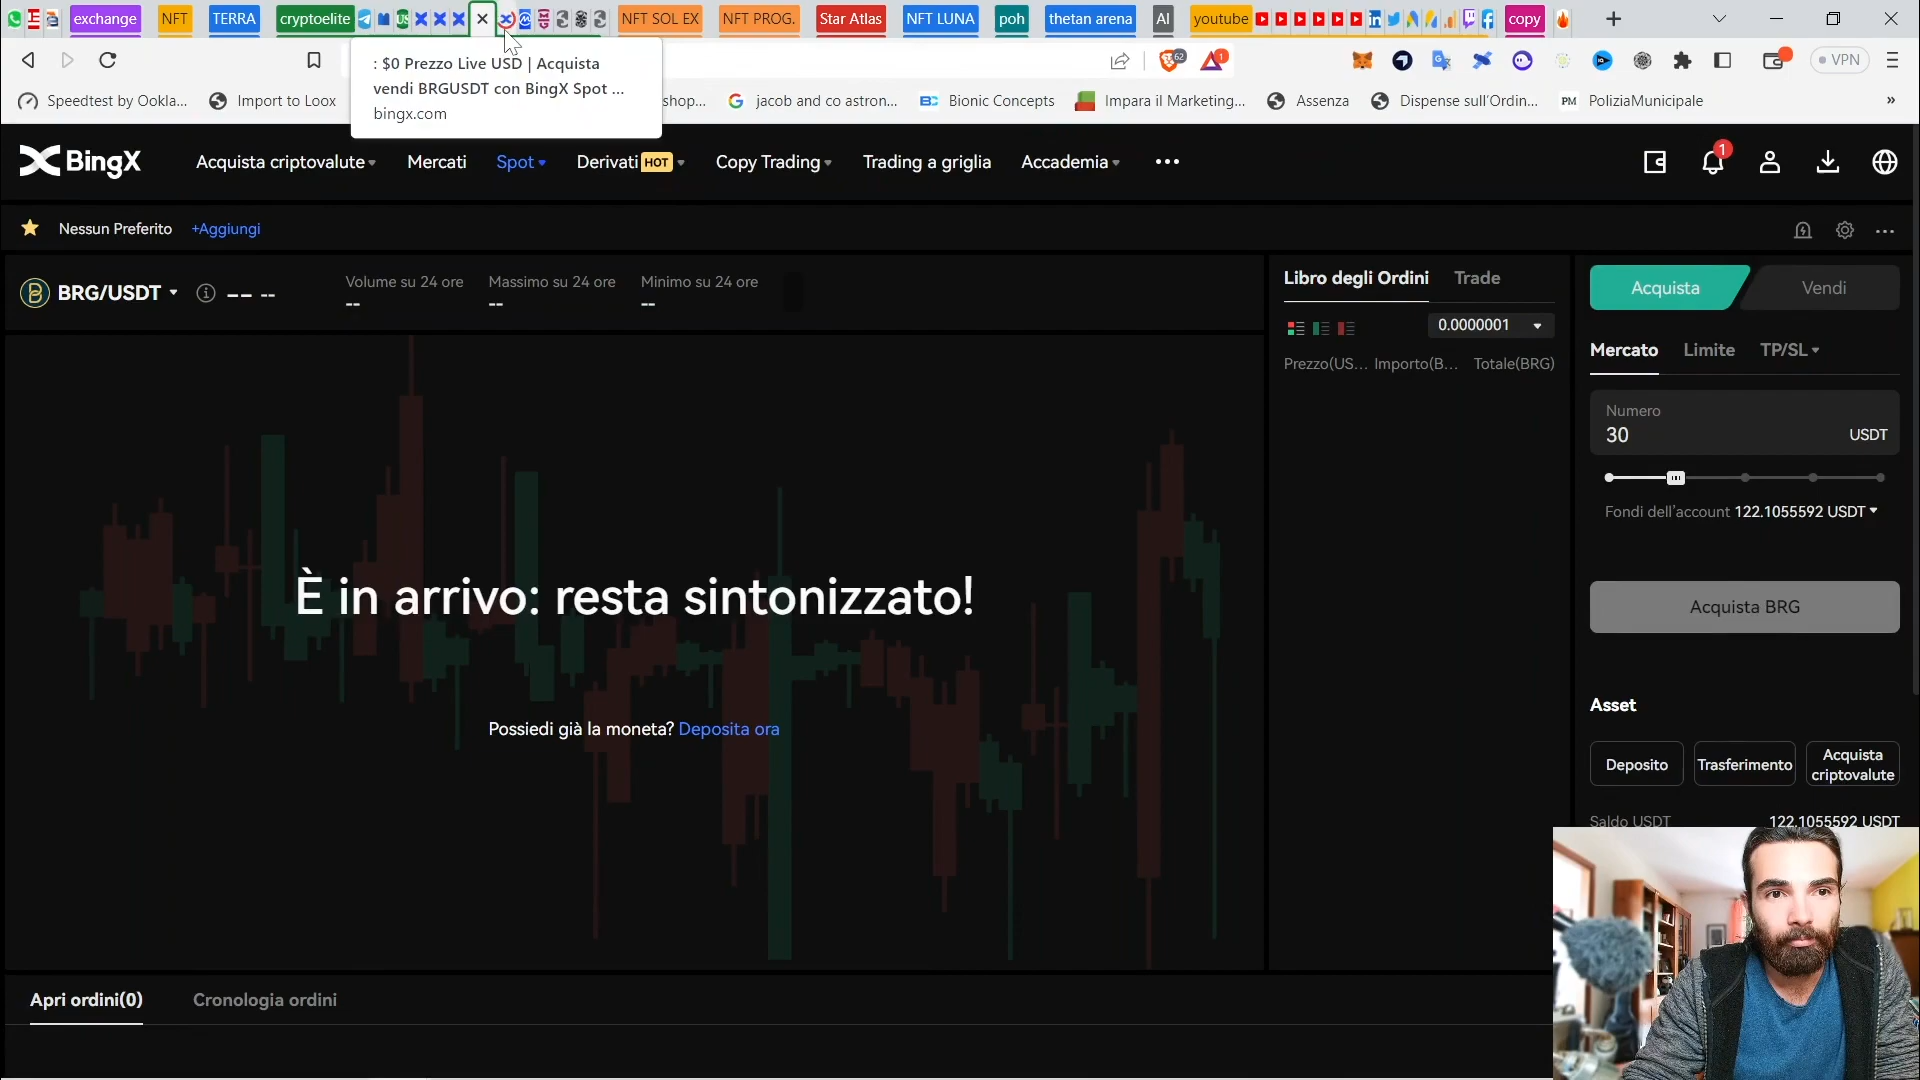 exchange
NFT
TERRA
cryptoelite
NFT SOL EX
NFT PROG.
Star Atlas
NFT LUNA
poh
thetan arena
AI
youtube
copy
: $0 Prezzo Live USD | Acquista
vendi BRGUSDT con BingX Spot ...
bingx.com
62
1
VPN
Speedtest by Ookla...
Import to Loox
shop...
jacob and co astron...
Bionic Concepts
Impara il Marketing...
Assenza
Dispense sull'Ordin...
PM
PoliziaMunicipale
BingX
Acquista criptovalute
Mercati
Spot
Derivati HOT
Copy Trading
Trading a griglia
Accademia
1
Nessun Preferito
+Aggiungi
BRG/USDT
-- --
Volume su 24 ore
--
Massimo su 24 ore
--
Minimo su 24 ore
--
È in arrivo: resta sintonizzato!
Possiedi già la moneta? Deposita ora
Libro degli Ordini
Trade
0.0000001
Prezzo(US...
Importo(B...
Totale(BRG)
Acquista
Vendi
Mercato
Limite
TP/SL
Numero
30
USDT
Fondi dell'account 122.1055592 USDT
Acquista BRG
Asset
Deposito
Trasferimento
Acquista
criptovalute
Saldo USDT
122.1055592 USDT
Apri ordini(0)
Cronologia ordini